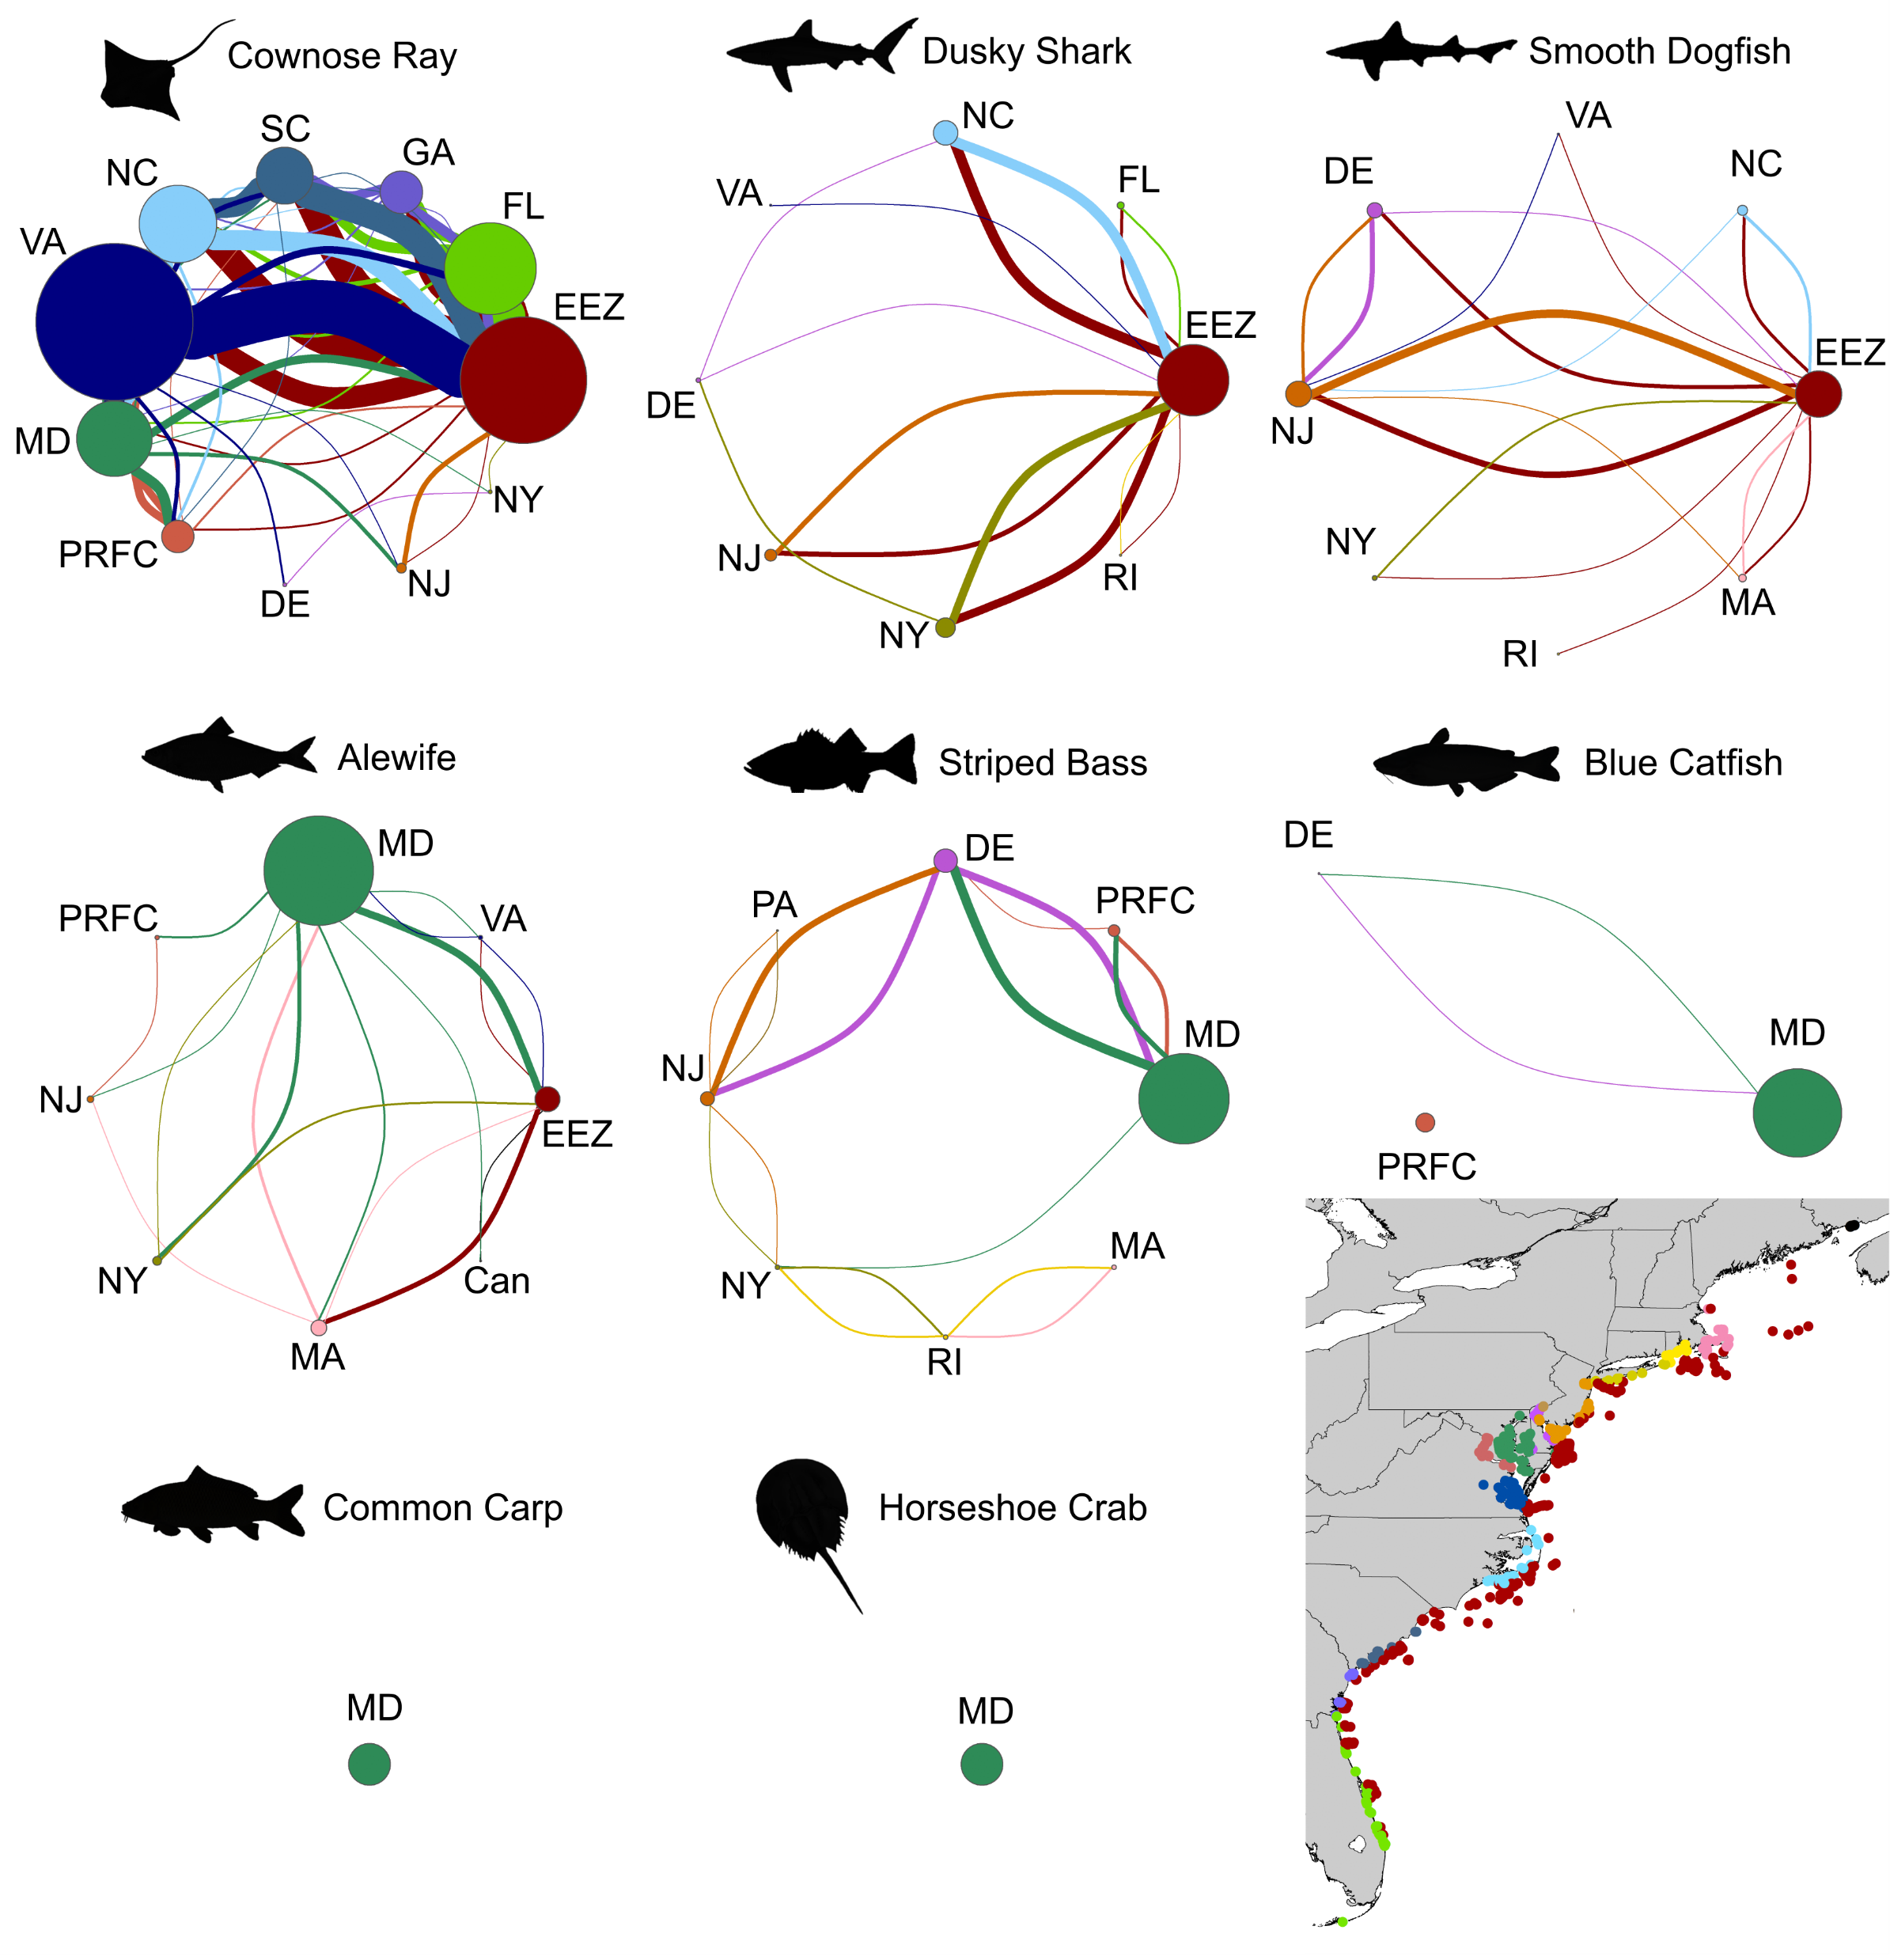 Cownose Ray
SC
GA
NC
FL
VA
EEZ
MD
NY
PRFC
NJ
DE
Dusky Shark
NC
FL
VA
EEZ
DE
NJ
RI
NY
Smooth Dogfish
VA
NC
DE
EEZ
NJ
NY
MA
RI
Alewife
MD
PRFC
VA
NJ
EEZ
NY
Can
MA
Striped Bass
DE
PA
PRFC
MD
NJ
MA
NY
RI
Blue Catfish
DE
MD
PRFC
Common Carp
MD
Horseshoe Crab
MD